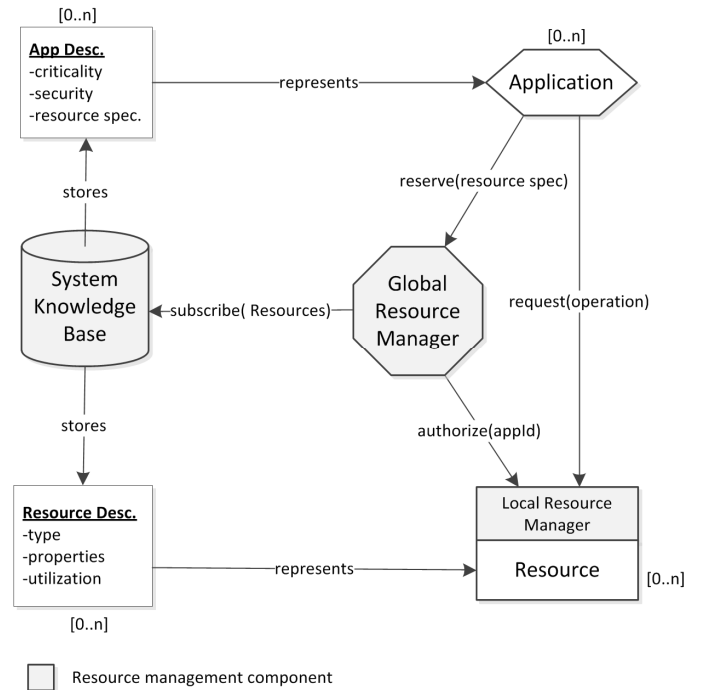 [0..n]
App Desc.
-criticality
-security
-resource spec.
represents
[0..n]
Application
stores
reserve(resource spec)
System
Knowledge
Base
subscribe( Resources)
Global
Resource
Manager
request(operation)
stores
authorize(appId)
Resource Desc.
-type
-properties
-utilization
[0..n]
represents
Local Resource
Manager
Resource
[0..n]
Resource management component